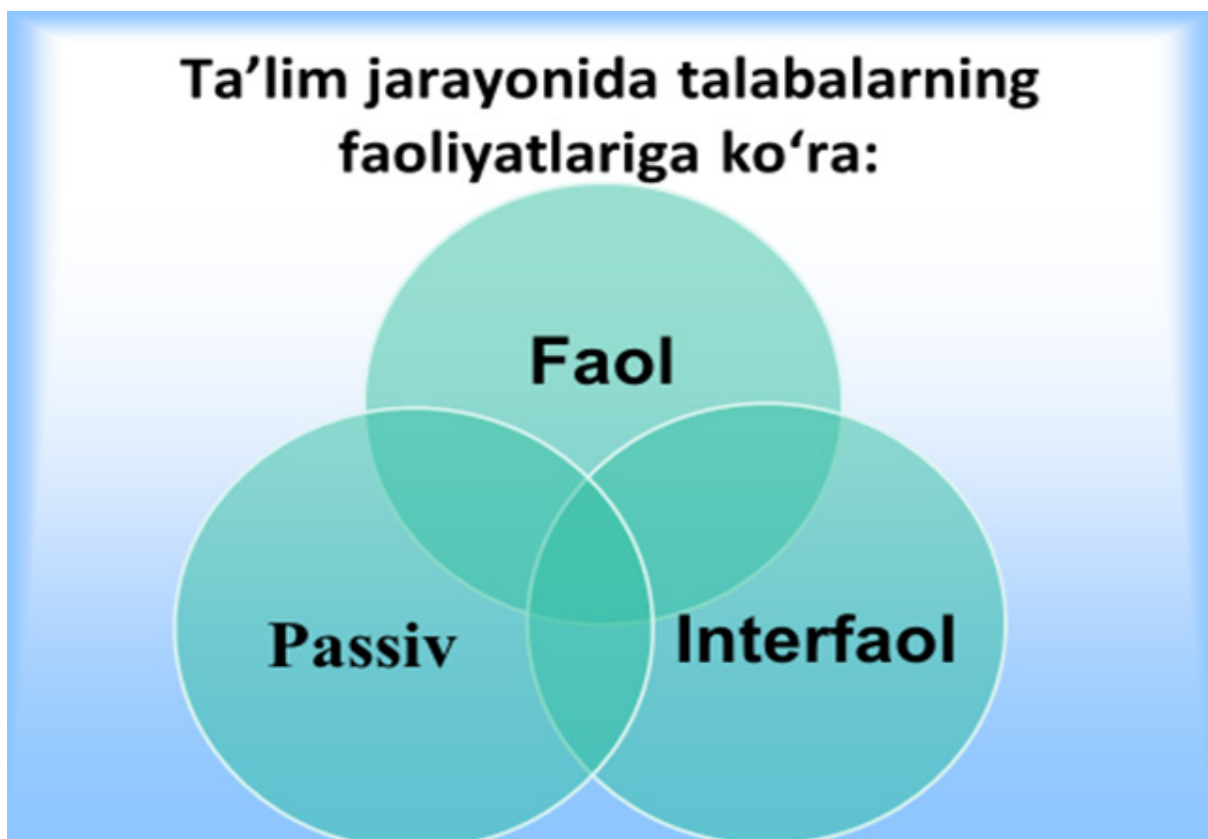 Ta’lim jarayonida talabalarning
faoliyatlariga ko‘ra:
Faol
Passiv
Interfaol